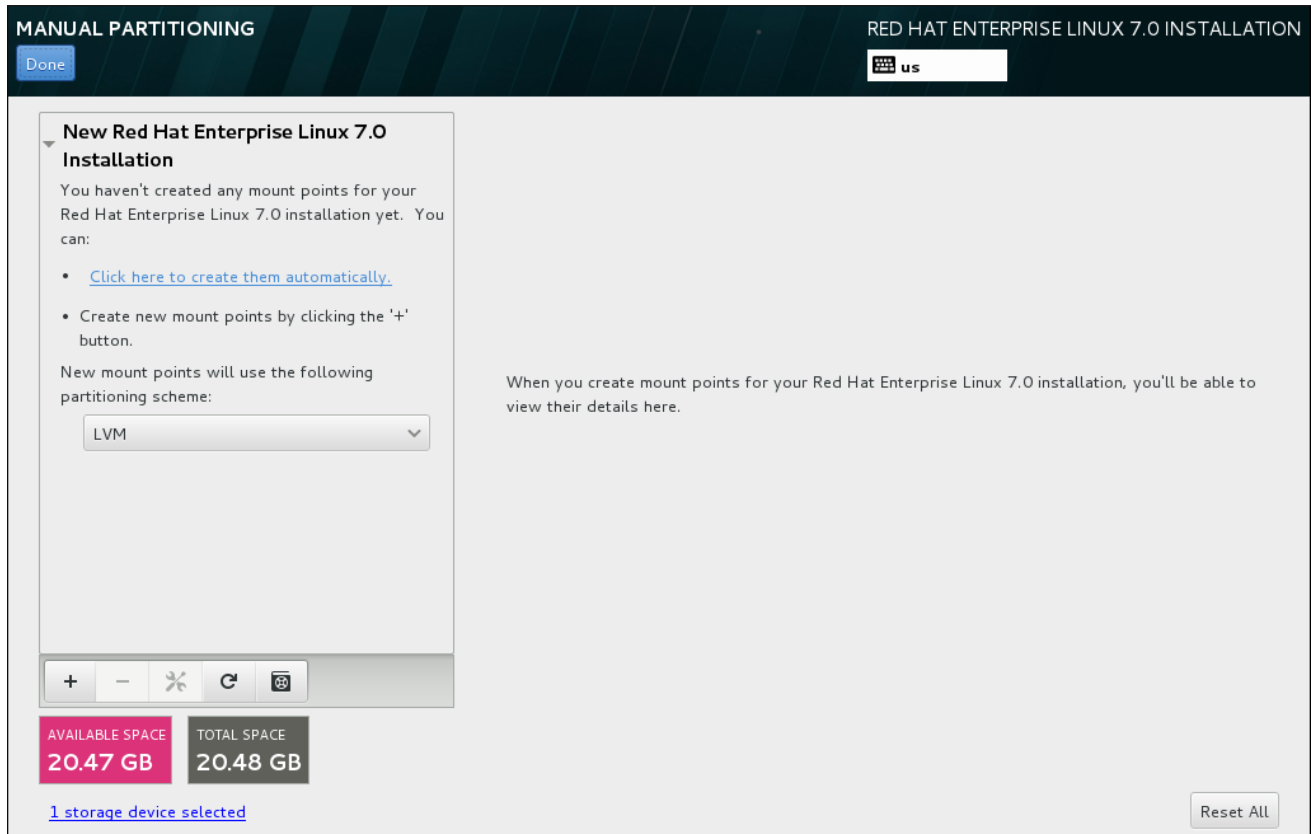 MANUAL PARTITIONING
RED HAT ENTERPRISE LINUX 7.0 INSTALLATION
Done
us
New Red Hat Enterprise Linux 7.0
Installation
You haven't created any mount points for your
Red Hat Enterprise Linux 7.0 installation yet.  You
can:
• Click here to create them automatically.
• Create new mount points by clicking the '+'
button.
New mount points will use the following
partitioning scheme:
LVM
When you create mount points for your Red Hat Enterprise Linux 7.0 installation, you'll be able to
view their details here.
+ −
AVAILABLE SPACE
20.47 GB
TOTAL SPACE
20.48 GB
1 storage device selected
Reset All